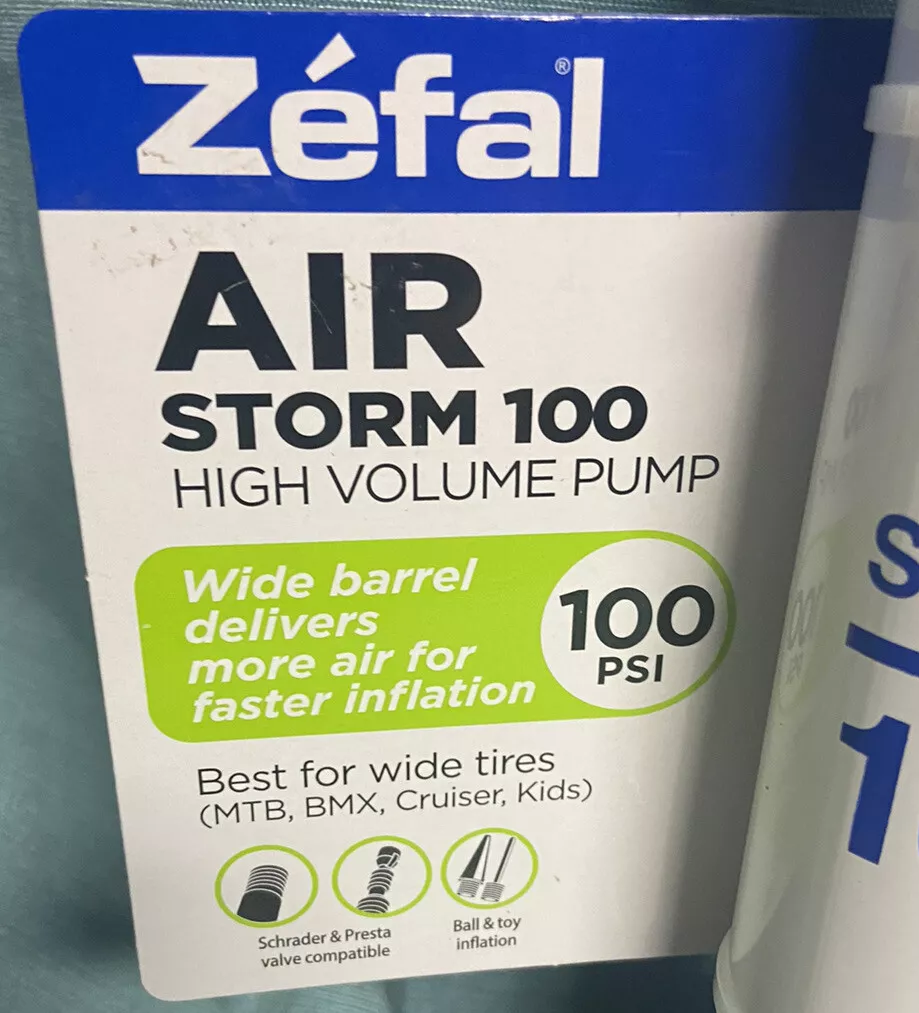 Zéfal®
AIR
STORM 100
HIGH VOLUME PUMP
Wide barrel
delivers
more air for
faster inflation
100
PSI
Best for wide tires
(MTB, BMX, Cruiser, Kids)
Schrader & Presta
valve compatible
Ball & toy
inflation
S
1